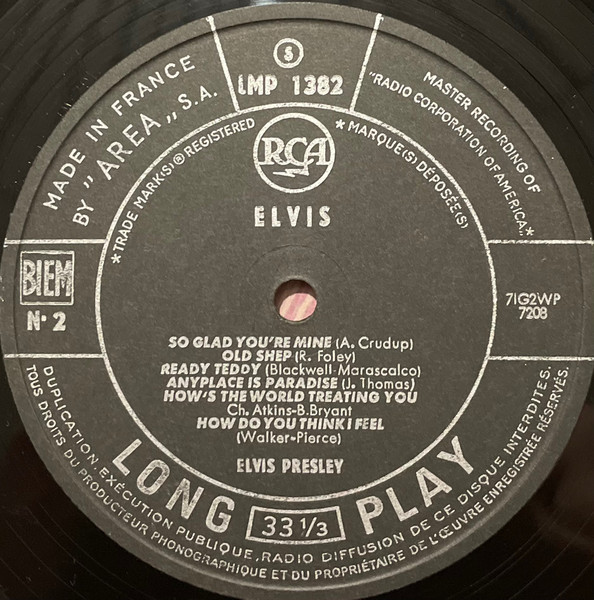 S
LMP 1382
MADE IN FRANCE
BY "AREA" S.A.
MASTER RECORDING OF
"RADIO CORPORATION OF AMERICA"
*TRADE MARK(S) ® REGISTERED
*MARQUE(S) DÉPOSÉE(S)
RCA
ELVIS
BIEM
N· 2
7IG2WP
7208
SO GLAD YOU'RE MINE (A. Crudup)
OLD SHEP (R. Foley)
READY TEDDY (Blackwell-Marascalco)
ANYPLACE IS PARADISE (J. Thomas)
HOW'S THE WORLD TREATING YOU
Ch. Atkins-B.Bryant
HOW DO YOU THINK I FEEL
(Walker-Pierce)
ELVIS PRESLEY
LONG PLAY
33 1/3
DUPLICATION, EXÉCUTION PUBLIQUE, RADIO DIFFUSION DE CE DISQUE INTERDITES.
TOUS DROITS DU PRODUCTEUR PHONOGRAPHIQUE ET DU PROPRIÉTAIRE DE L'ŒUVRE ENREGISTRÉE RÉSERVÉS.